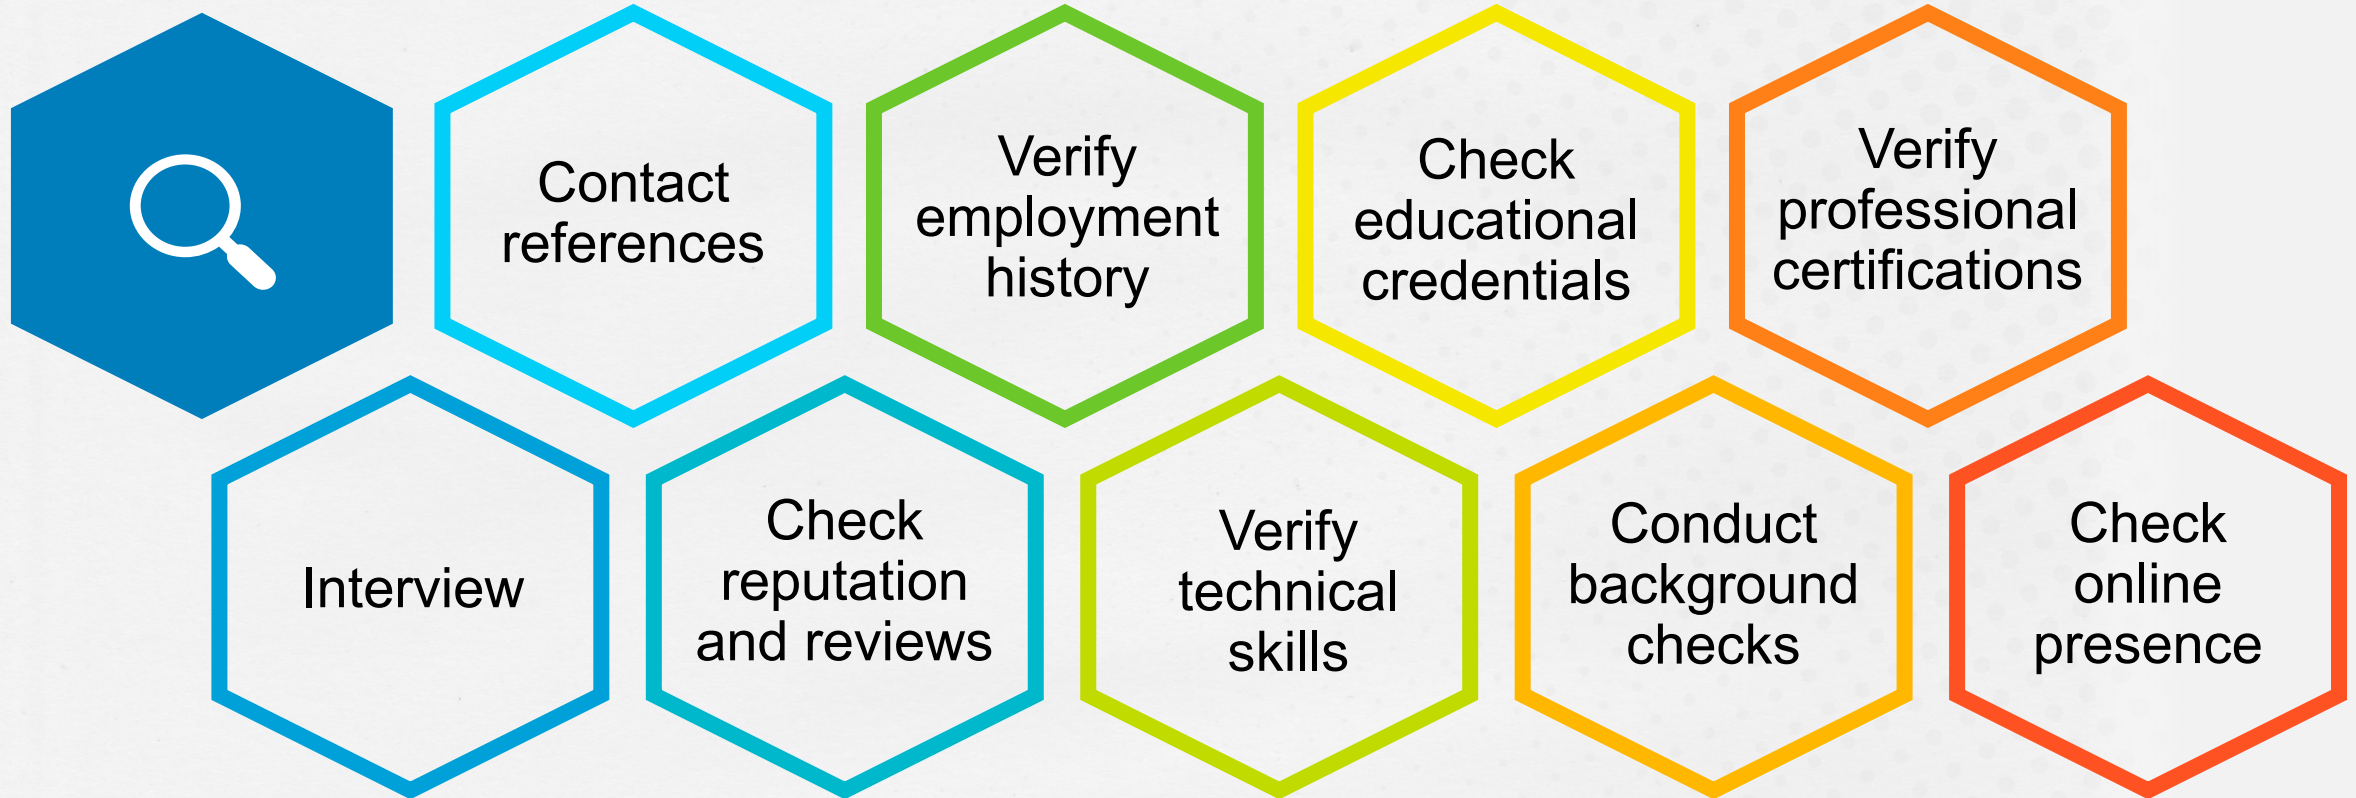 Contact
references
Verify
employment
history
Check
educational
credentials
Verify
professional
certifications
Interview
Check
reputation
and reviews
Verify
technical
skills
Conduct
background
checks
Check
online
presence